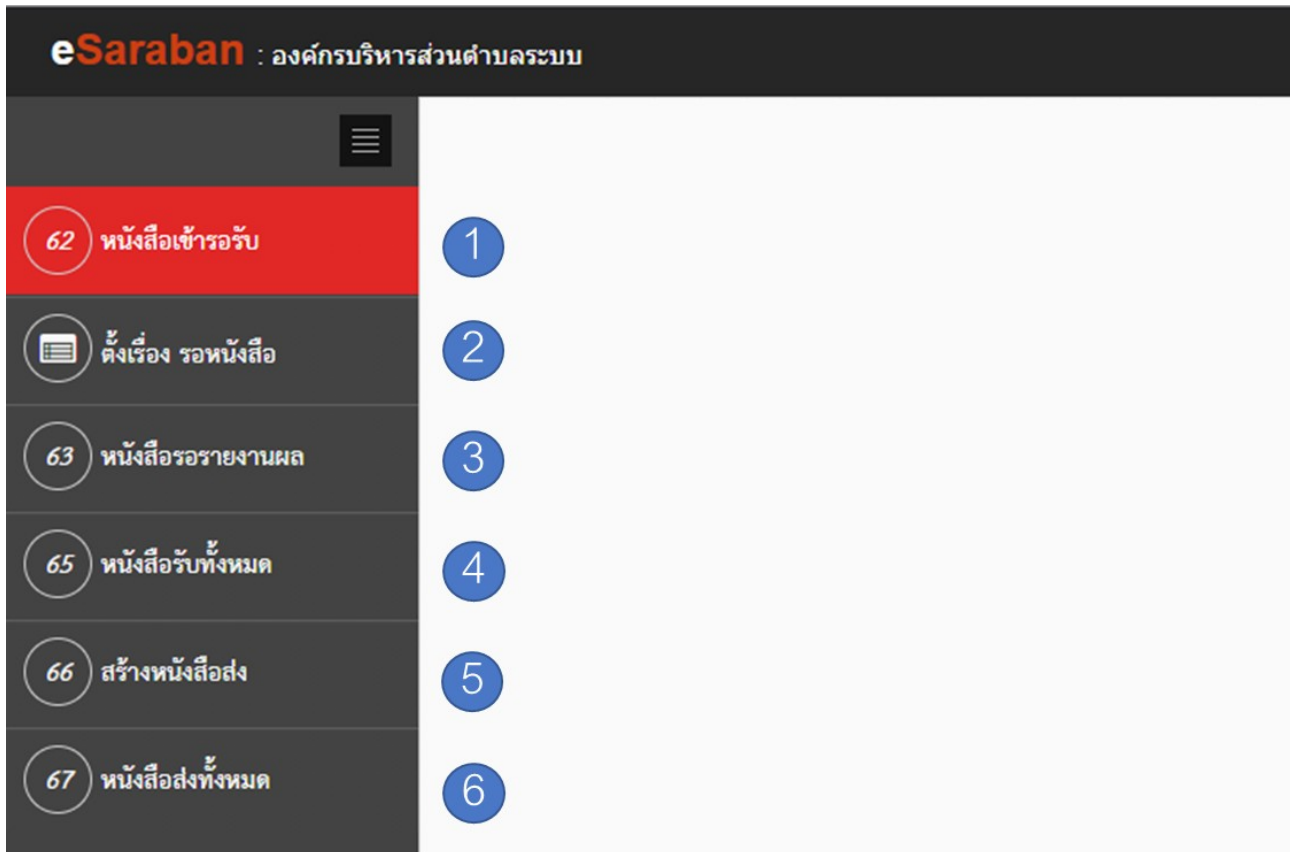 eSaraban : องค์กรบริหารส่วนตำบลระบบ
62 หนังสือเข้ารอรับ 1
ตั้งเรื่อง รอหนังสือ 2
63 หนังสือรอรายงานผล 3
65 หนังสือรับทั้งหมด 4
66 สร้างหนังสือส่ง 5
67 หนังสือส่งทั้งหมด 6